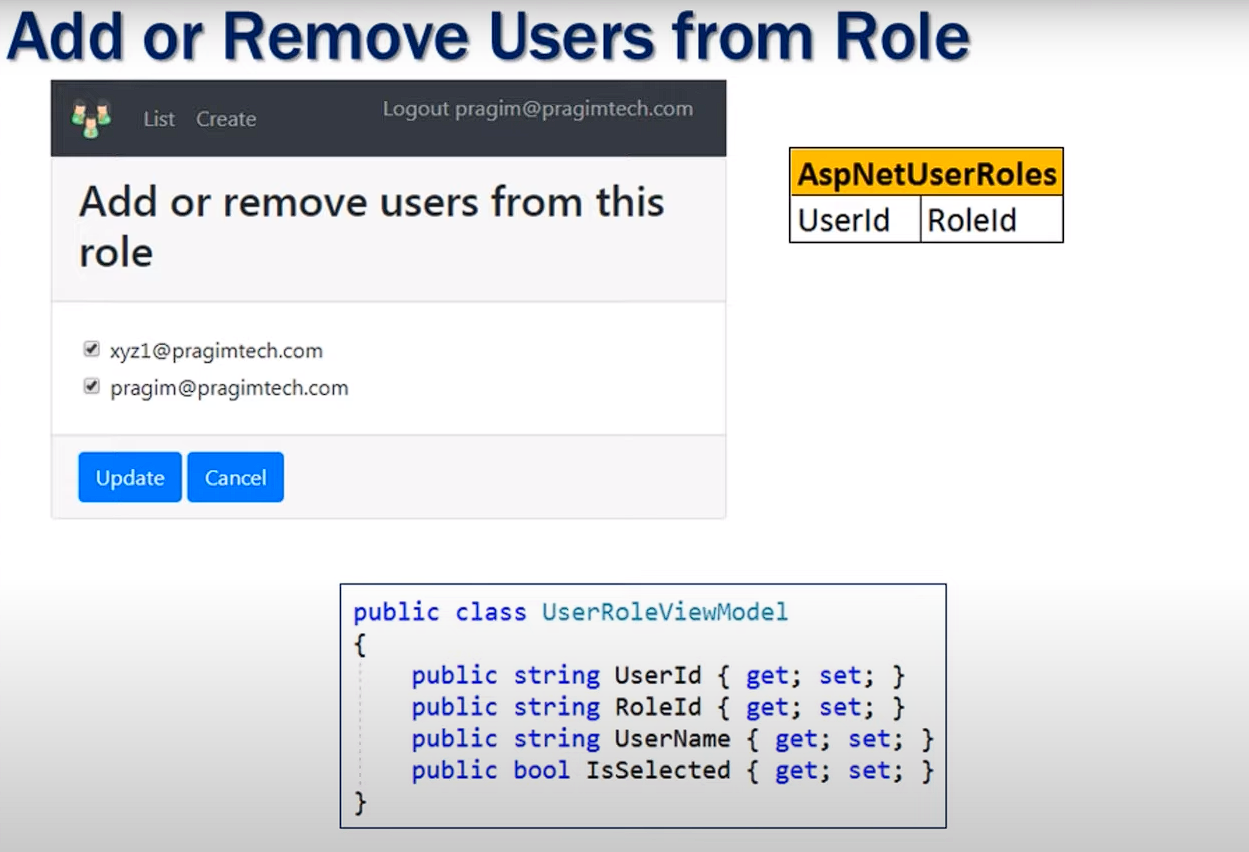 Add or Remove Users from Role
List Create Logout pragim@pragimtech.com
Add or remove users from this
role
xyz1@pragimtech.com
pragim@pragimtech.com
Update Cancel
AspNetUserRoles
UserId RoleId
public class UserRoleViewModel
{
    public string UserId { get; set; }
    public string RoleId { get; set; }
    public string UserName { get; set; }
    public bool IsSelected { get; set; }
}